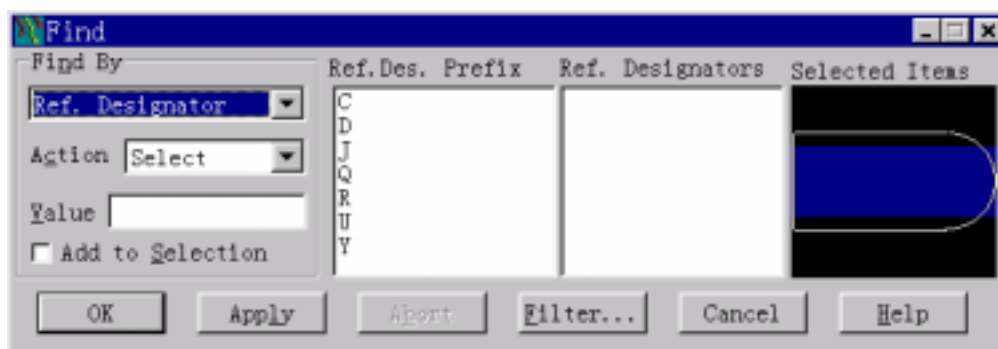 Find
Find By
Ref.Des. Prefix
Ref. Designators
Selected Items
Ref. Designator
C
D
J
Q
R
U
Y
Action Select
Value
Add to Selection
OK
Apply
Abort
Filter...
Cancel
Help